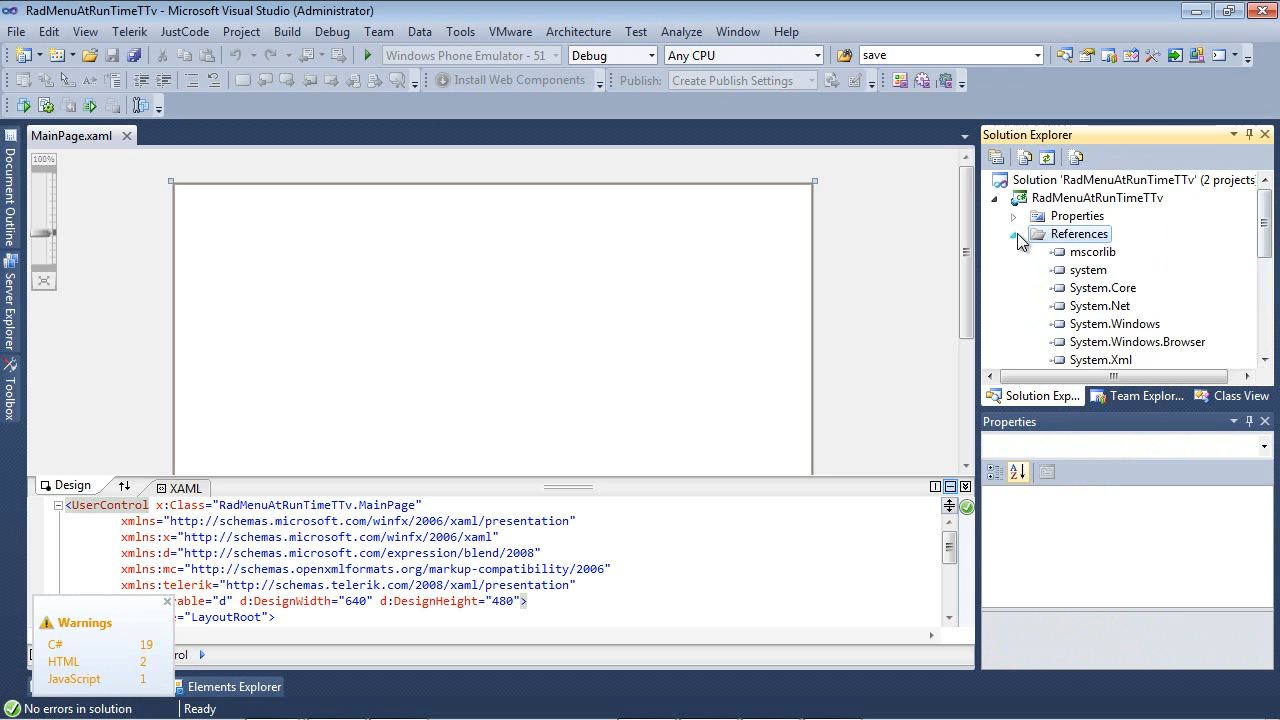 RadMenuAtRunTimeTTv - Microsoft Visual Studio (Administrator)
File Edit View Telerik JustCode Project Build Debug Team Data Tools VMware Architecture Test Analyze Window Help
Windows Phone Emulator - 51 Debug Any CPU save
Install Web Components Publish: Create Publish Settings
MainPage.xaml
Document Outline
Server Explorer
Toolbox
100%
Solution Explorer
Solution 'RadMenuAtRunTimeTTv' (2 projects
RadMenuAtRunTimeTTv
Properties
References
mscorlib
system
System.Core
System.Net
System.Windows
System.Windows.Browser
System.Xml
Solution Exp... Team Explor... Class View
Properties
Design XAML
<UserControl x:Class="RadMenuAtRunTimeTTv.MainPage"
xmlns="http://schemas.microsoft.com/winfx/2006/xaml/presentation"
xmlns:x="http://schemas.microsoft.com/winfx/2006/xaml"
xmlns:d="http://schemas.microsoft.com/expression/blend/2008"
xmlns:mc="http://schemas.openxmlformats.org/markup-compatibility/2006"
xmlns:telerik="http://schemas.telerik.com/2008/xaml/presentation"
rable="d" d:DesignWidth="640" d:DesignHeight="480">
e="LayoutRoot">
Warnings
C# 19
HTML 2
JavaScript 1
rol
Elements Explorer
No errors in solution Ready